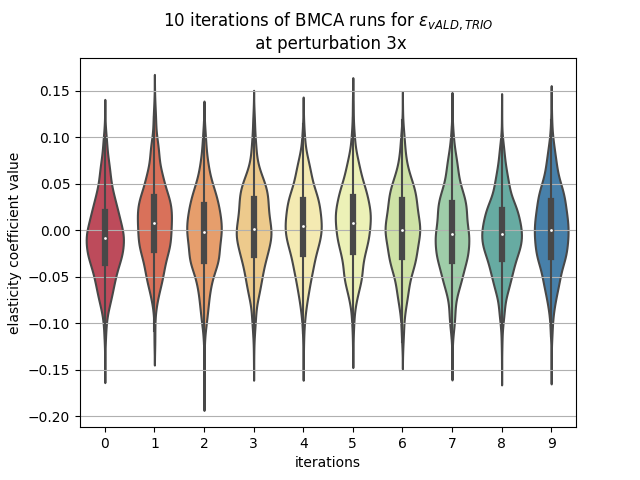 10 iterations of BMCA runs for ε_{vALD, TRIO}
at perturbation 3x
elasticity coefficient value
0.15
0.10
0.05
0.00
−0.05
−0.10
−0.15
−0.20
0 1 2 3 4 5 6 7 8 9
iterations